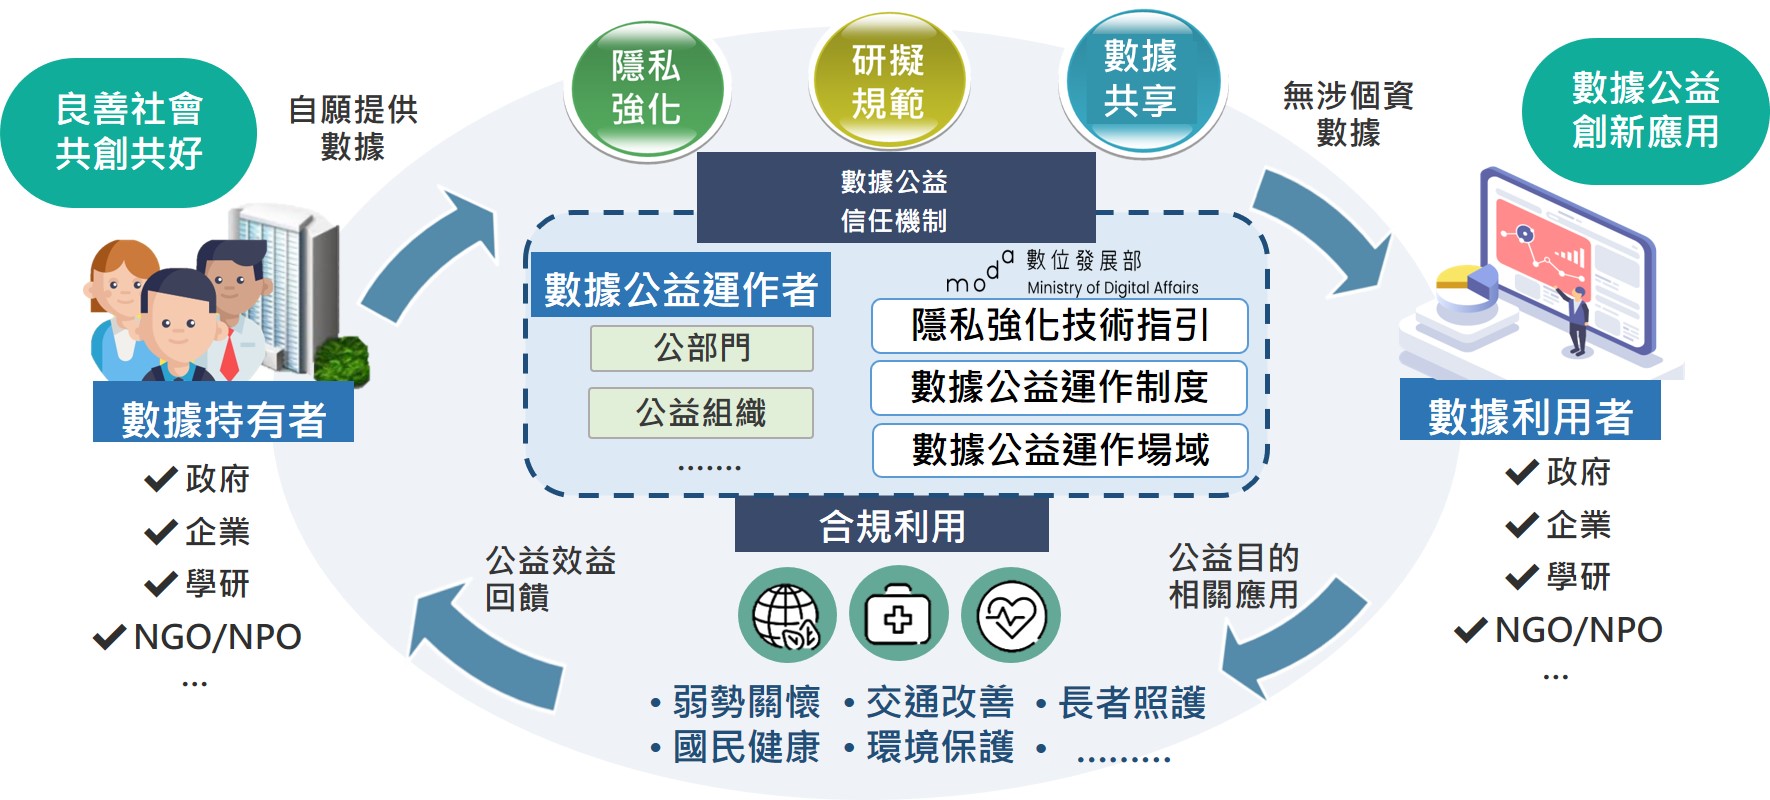 隱私
強化
研擬
規範
數據
共享
良善社會
共創共好
自願提供
數據
無涉個資
數據
數據公益
創新應用
數據公益
信任機制
數據公益運作者
公部門
公益組織
.......
moda 數位發展部
Ministry of Digital Affairs
隱私強化技術指引
數據公益運作制度
數據公益運作場域
數據持有者
✔政府
✔企業
✔學研
✔NGO/NPO
...
數據利用者
✔政府
✔企業
✔學研
✔NGO/NPO
...
合規利用
公益效益
回饋
公益目的
相關應用
• 弱勢關懷 • 交通改善 • 長者照護
• 國民健康 • 環境保護 • .........